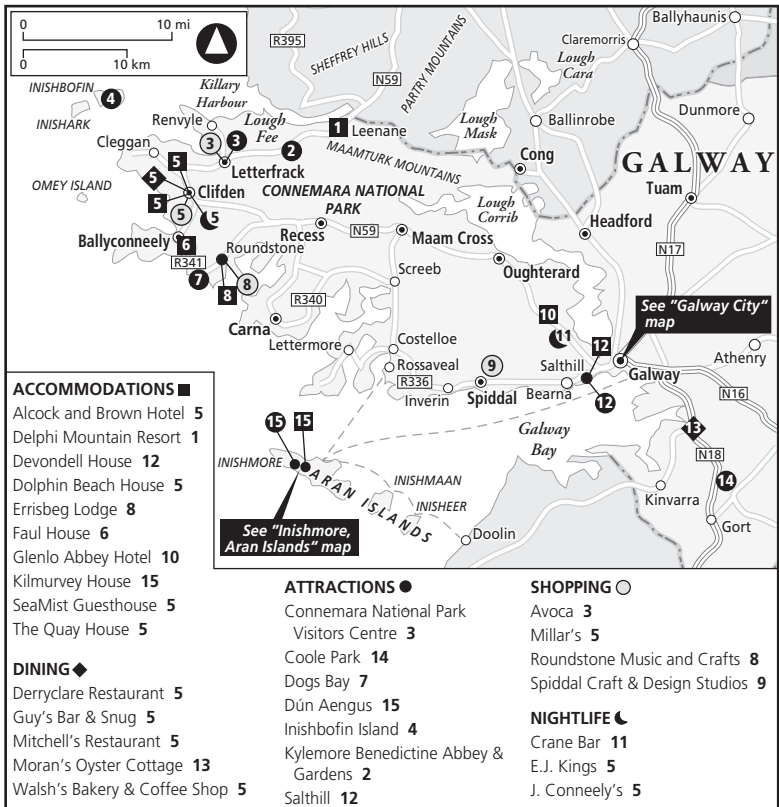 0 10 mi
0 10 km
R395
SHEFFREY HILLS
PARTRY MOUNTAINS
N59
Ballyhaunis
Claremorris
Lough
Cara
INISHBOFIN
4
INISHARK
Killary
Harbour
Renvyle
Lough
Fee
3
3
2
1
Leenane
Lough
Mask
Ballinrobe
Dunmore
Cleggan
Letterfrack
MAAMTURK MOUNTAINS
Cong
GALWAY
Tuam
OMEY ISLAND
5
5
5
5
5
Clifden
CONNEMARA NATIONAL
PARK
Lough
Corrib
Headford
Ballyconneely
6
R341
7
Roundstone
8
8
Recess
N59
Maam Cross
Oughterard
N17
Screeb
R340
Carna
Lettermore
Costelloe
Rossaveal
R336
Inverin
9
Spiddal
10
11
Salthill
Bearna
12
12
See "Galway City"
map
Galway
Athenry
N16
13
N18
14
Galway
Bay
Kinvarra
Gort
15
15
INISHMORE
ARAN ISLANDS
INISHMAAN
INISHEER
Doolin
See "Inishmore,
Aran Islands" map
ACCOMMODATIONS
Alcock and Brown Hotel 5
Delphi Mountain Resort 1
Devondell House 12
Dolphin Beach House 5
Errisbeg Lodge 8
Faul House 6
Glenlo Abbey Hotel 10
Kilmurvey House 15
SeaMist Guesthouse 5
The Quay House 5
DINING
Derryclare Restaurant 5
Guy's Bar & Snug 5
Mitchell's Restaurant 5
Moran's Oyster Cottage 13
Walsh's Bakery & Coffee Shop 5
ATTRACTIONS
Connemara National Park
Visitors Centre 3
Coole Park 14
Dogs Bay 7
Dún Aengus 15
Inishbofin Island 4
Kylemore Benedictine Abbey &
Gardens 2
Salthill 12
SHOPPING
Avoca 3
Millar's 5
Roundstone Music and Crafts 8
Spiddal Craft & Design Studios 9
NIGHTLIFE
Crane Bar 11
E.J. Kings 5
J. Conneely's 5